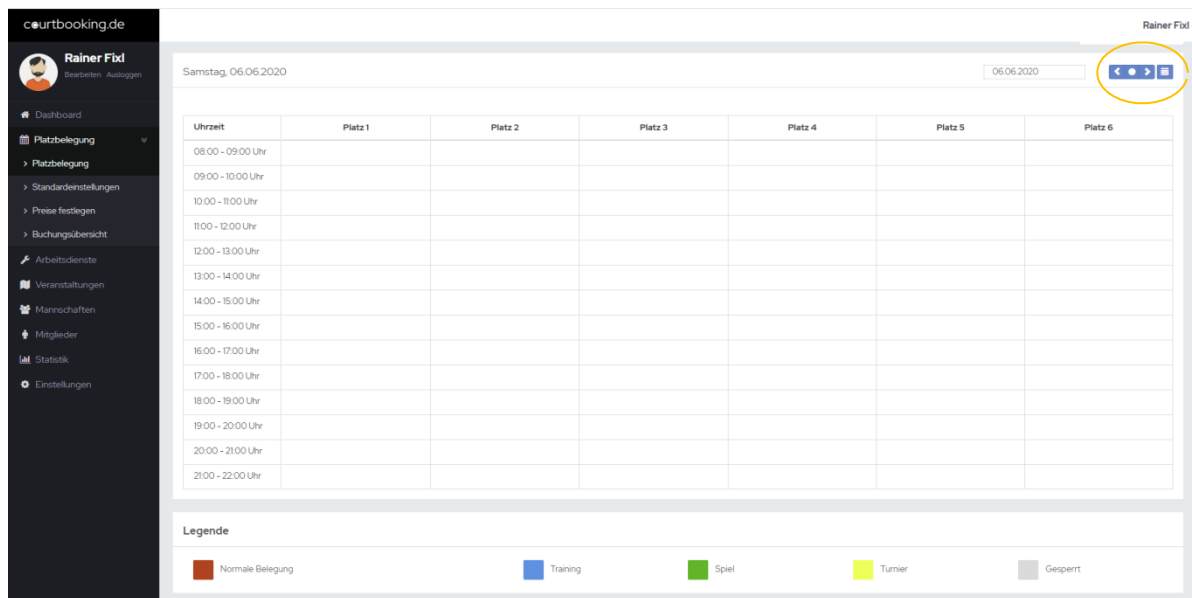 courtbooking.de
Rainer Fixl
Rainer Fixl
Bearbeiten Ausloggen
Dashboard
Platzbelegung
Platzbelegung
Standardeinstellungen
Preise festlegen
Buchungsübersicht
Arbeitsdienste
Veranstaltungen
Mannschaften
Mitglieder
Statistik
Einstellungen
Samstag, 06.06.2020
06.06.2020
Uhrzeit Platz 1 Platz 2 Platz 3 Platz 4 Platz 5 Platz 6
08:00 - 09:00 Uhr
09:00 - 10:00 Uhr
10:00 - 11:00 Uhr
11:00 - 12:00 Uhr
12:00 - 13:00 Uhr
13:00 - 14:00 Uhr
14:00 - 15:00 Uhr
15:00 - 16:00 Uhr
16:00 - 17:00 Uhr
17:00 - 18:00 Uhr
18:00 - 19:00 Uhr
19:00 - 20:00 Uhr
20:00 - 21:00 Uhr
21:00 - 22:00 Uhr
Legende
Normale Belegung Training Spiel Turnier Gesperrt